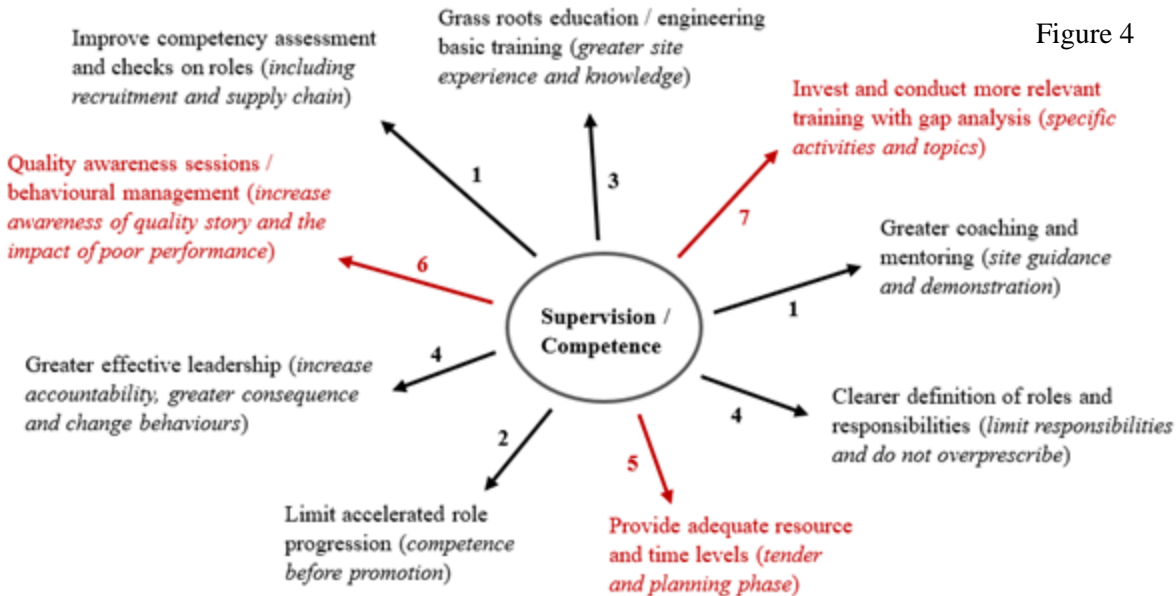 Figure 4
Improve competency assessment
and checks on roles (including
recruitment and supply chain)
1
Grass roots education / engineering
basic training (greater site
experience and knowledge)
3
Invest and conduct more relevant
training with gap analysis (specific
activities and topics)
7
Quality awareness sessions /
behavioural management (increase
awareness of quality story and the
impact of poor performance)
6
Greater coaching and
mentoring (site guidance
and demonstration)
1
Supervision /
Competence
Greater effective leadership (increase
accountability, greater consequence
and change behaviours)
4
Clearer definition of roles and
responsibilities (limit responsibilities
and do not overprescribe)
4
Limit accelerated role
progression (competence
before promotion)
2
Provide adequate resource
and time levels (tender
and planning phase)
5